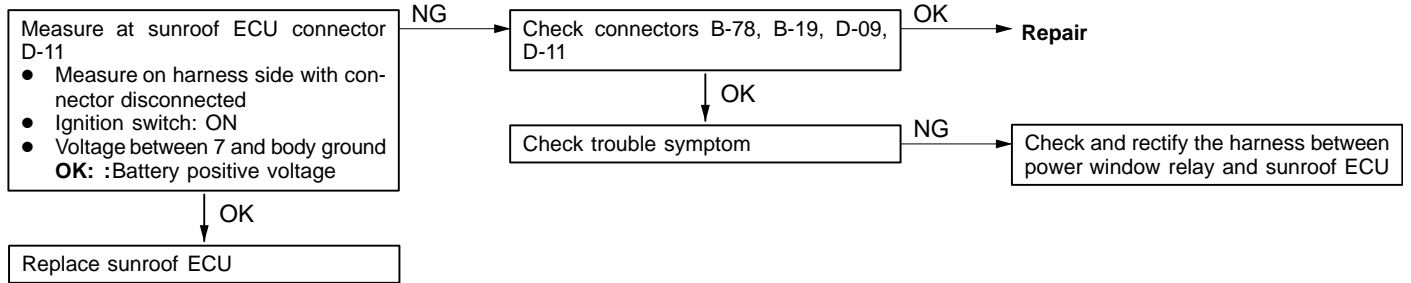 Measure at sunroof ECU connector
D-11
● Measure on harness side with con-
nector disconnected
● Ignition switch: ON
● Voltage between 7 and body ground
OK: :Battery positive voltage
NG
Check connectors B-78, B-19, D-09,
D-11
OK
Repair
OK
Check trouble symptom
NG
Check and rectify the harness between
power window relay and sunroof ECU
OK
Replace sunroof ECU